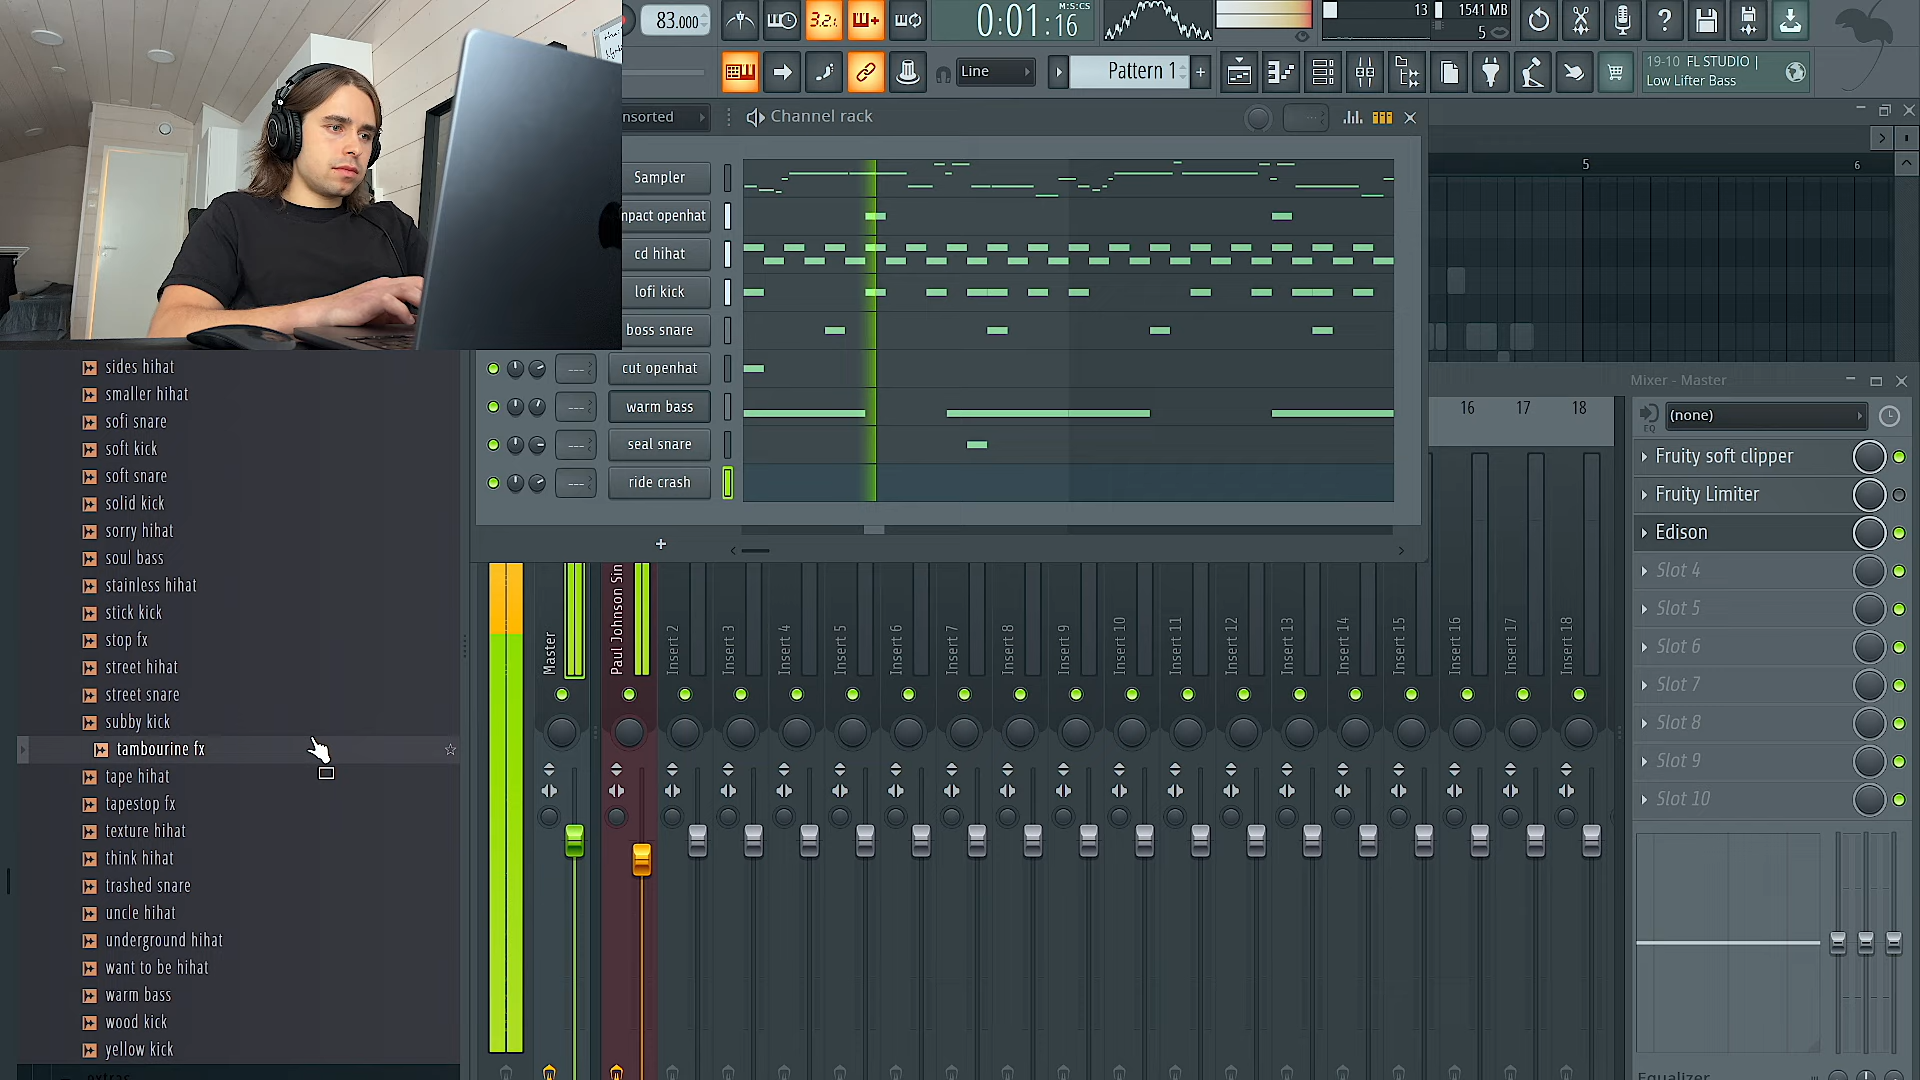 83.000
3.2.
0:01:16
M:S:CS
13
1541 MB
5
Line
Pattern 1
19-10 FL STUDIO |
Low Lifter Bass
nsorted
Channel rack
5
6
Sampler
mpact openhat
cd hihat
lofi kick
boss snare
cut openhat
warm bass
seal snare
ride crash
sides hihat
smaller hihat
sofi snare
soft kick
soft snare
solid kick
sorry hihat
soul bass
stainless hihat
stick kick
stop fx
street hihat
street snare
subby kick
tambourine fx
tape hihat
tapestop fx
texture hihat
think hihat
trashed snare
uncle hihat
underground hihat
want to be hihat
warm bass
wood kick
yellow kick
extras
16
17
18
Master
Paul Johnson Sin
Insert 2
Insert 3
Insert 4
Insert 5
Insert 6
Insert 7
Insert 8
Insert 9
Insert 10
Insert 11
Insert 12
Insert 13
Insert 14
Insert 15
Insert 16
Insert 17
Insert 18
Mixer - Master
(none)
EQ
Fruity soft clipper
Fruity Limiter
Edison
Slot 4
Slot 5
Slot 6
Slot 7
Slot 8
Slot 9
Slot 10
Equalizer